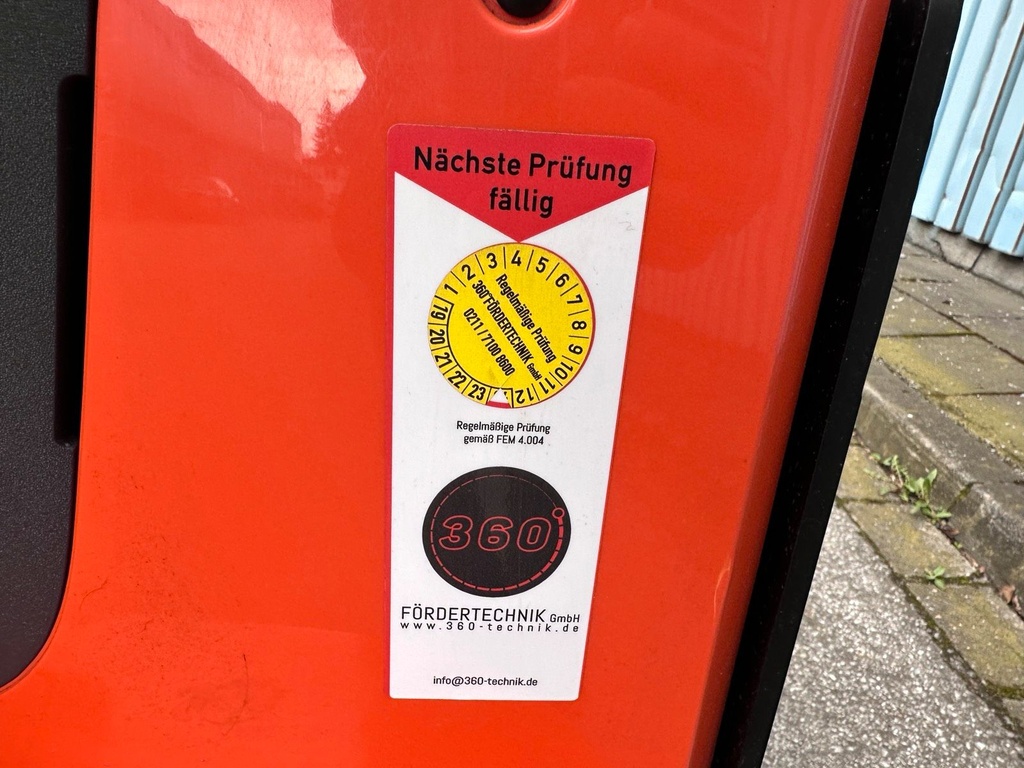 Nächste Prüfung
fällig
19 20 21 22 23
1 2 3 4 5 6 7 8 9 10 11 12
Regelmäßige Prüfung
360°FÖRDERTECHNIK GmbH
0211/7100 8600
Regelmäßige Prüfung
gemäß FEM 4.004
360°
FÖRDERTECHNIK GmbH
www.360-technik.de
info@360-technik.de